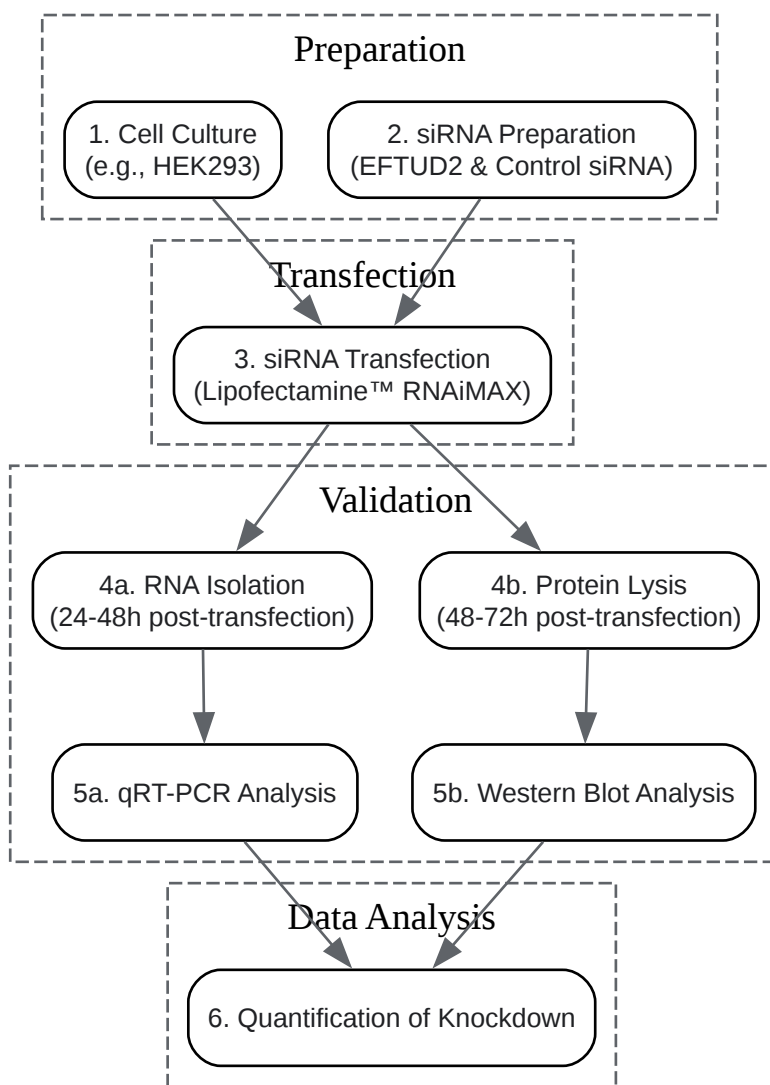 Preparation
1. Cell Culture
(e.g., HEK293)
2. siRNA Preparation
(EFTUD2 & Control siRNA)
Transfection
3. siRNA Transfection
(Lipofectamine™ RNAiMAX)
Validation
4a. RNA Isolation
(24-48h post-transfection)
4b. Protein Lysis
(48-72h post-transfection)
5a. qRT-PCR Analysis
5b. Western Blot Analysis
Data Analysis
6. Quantification of Knockdown